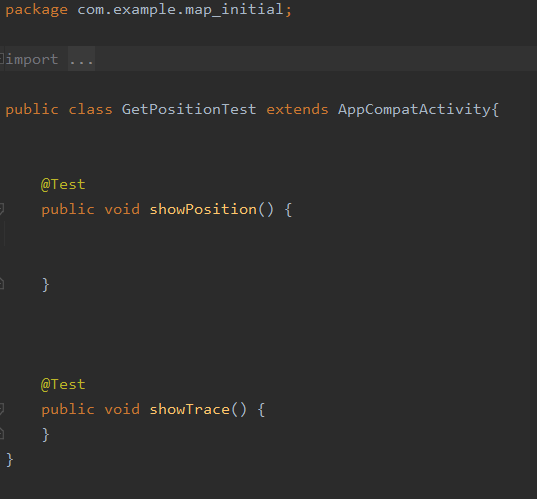 package com.example.map_initial;
import ...
public class GetPositionTest extends AppCompatActivity{
@Test
public void showPosition() {
}
@Test
public void showTrace() {
}
}